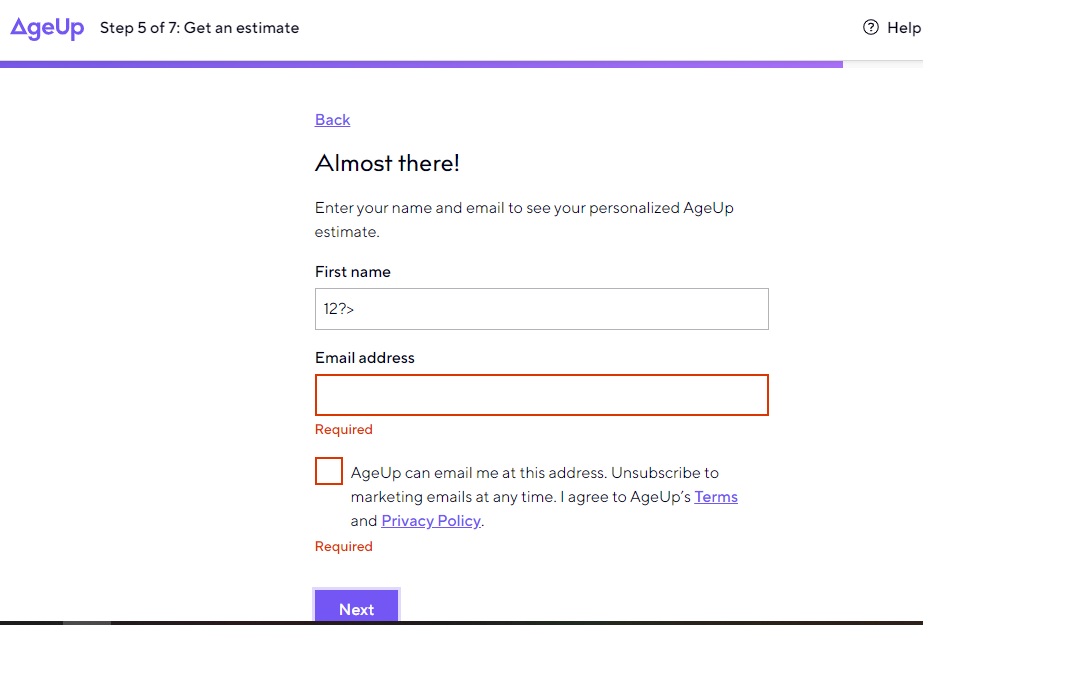 AgeUp Step 5 of 7: Get an estimate Help
Back
Almost there!
Enter your name and email to see your personalized AgeUp
estimate.
First name
12?>
Email address
Required
AgeUp can email me at this address. Unsubscribe to
marketing emails at any time. I agree to AgeUp’s Terms
and Privacy Policy.
Required
Next